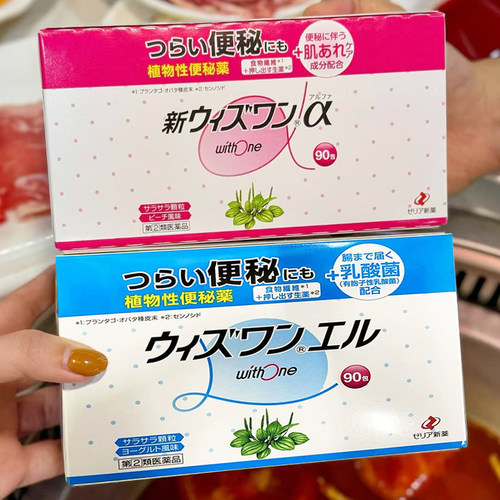 つらい便秘にも
植物性便秘薬
食物繊維*1
+押し出す生薬*2
便秘に伴う
+肌あれケア
成分配合
*1:プランタゴ・オバタ種皮末 *2:センノシド
アルファ
新ウィズワン®α
withOne
90包
サラサラ顆粒
ピーチ風味
第②類医薬品
ゼリア新薬
つらい便秘にも
植物性便秘薬
食物繊維*1
+押し出す生薬*2
腸まで届く
+乳酸菌
(有胞子性乳酸菌)
配合
*1:プランタゴ・オバタ種皮末 *2:センノシド
ウィズワン®エル
withOne
90包
サラサラ顆粒
ヨーグルト風味
第②類医薬品
ゼリア新薬